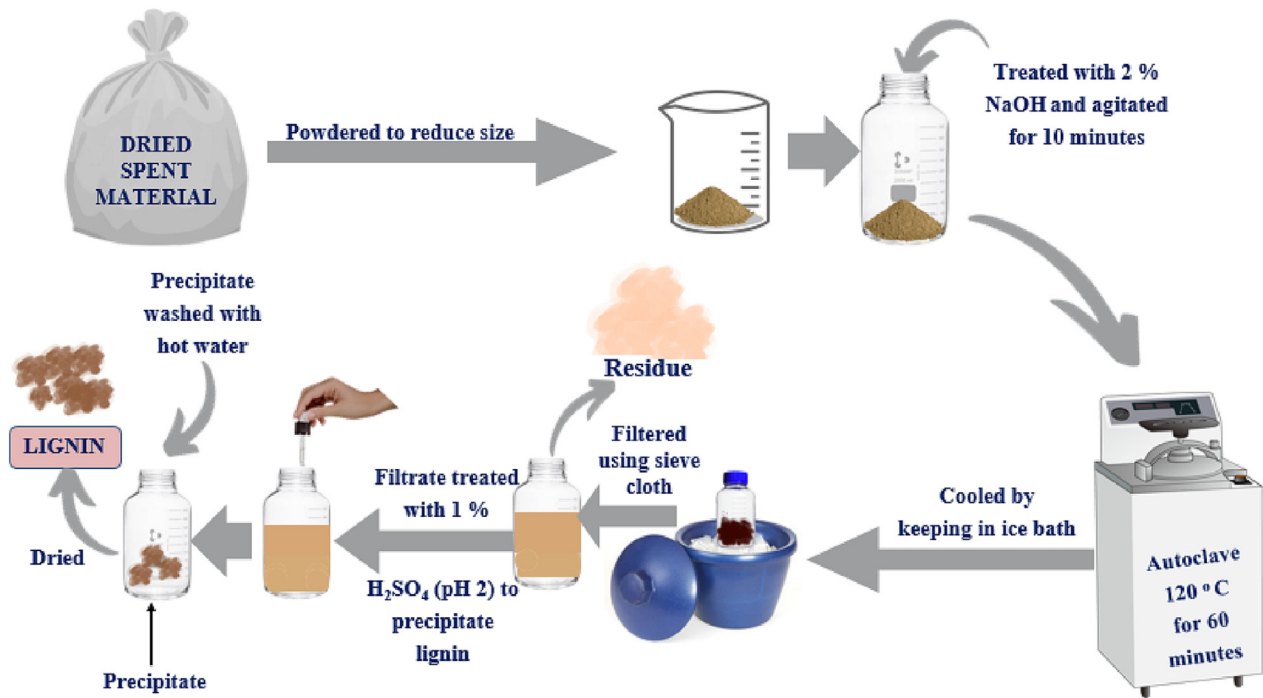 DRIED
SPENT
MATERIAL
Powdered to reduce size
Treated with 2 %
NaOH and agitated
for 10 minutes
Autoclave
120 ° C
for 60
minutes
Cooled by
keeping in ice bath
Filtered
using sieve
cloth
Residue
Filtrate treated
with 1 %
H₂SO₄ (pH 2) to
precipitate
lignin
Precipitate
washed with
hot water
Precipitate
Dried
LIGNIN